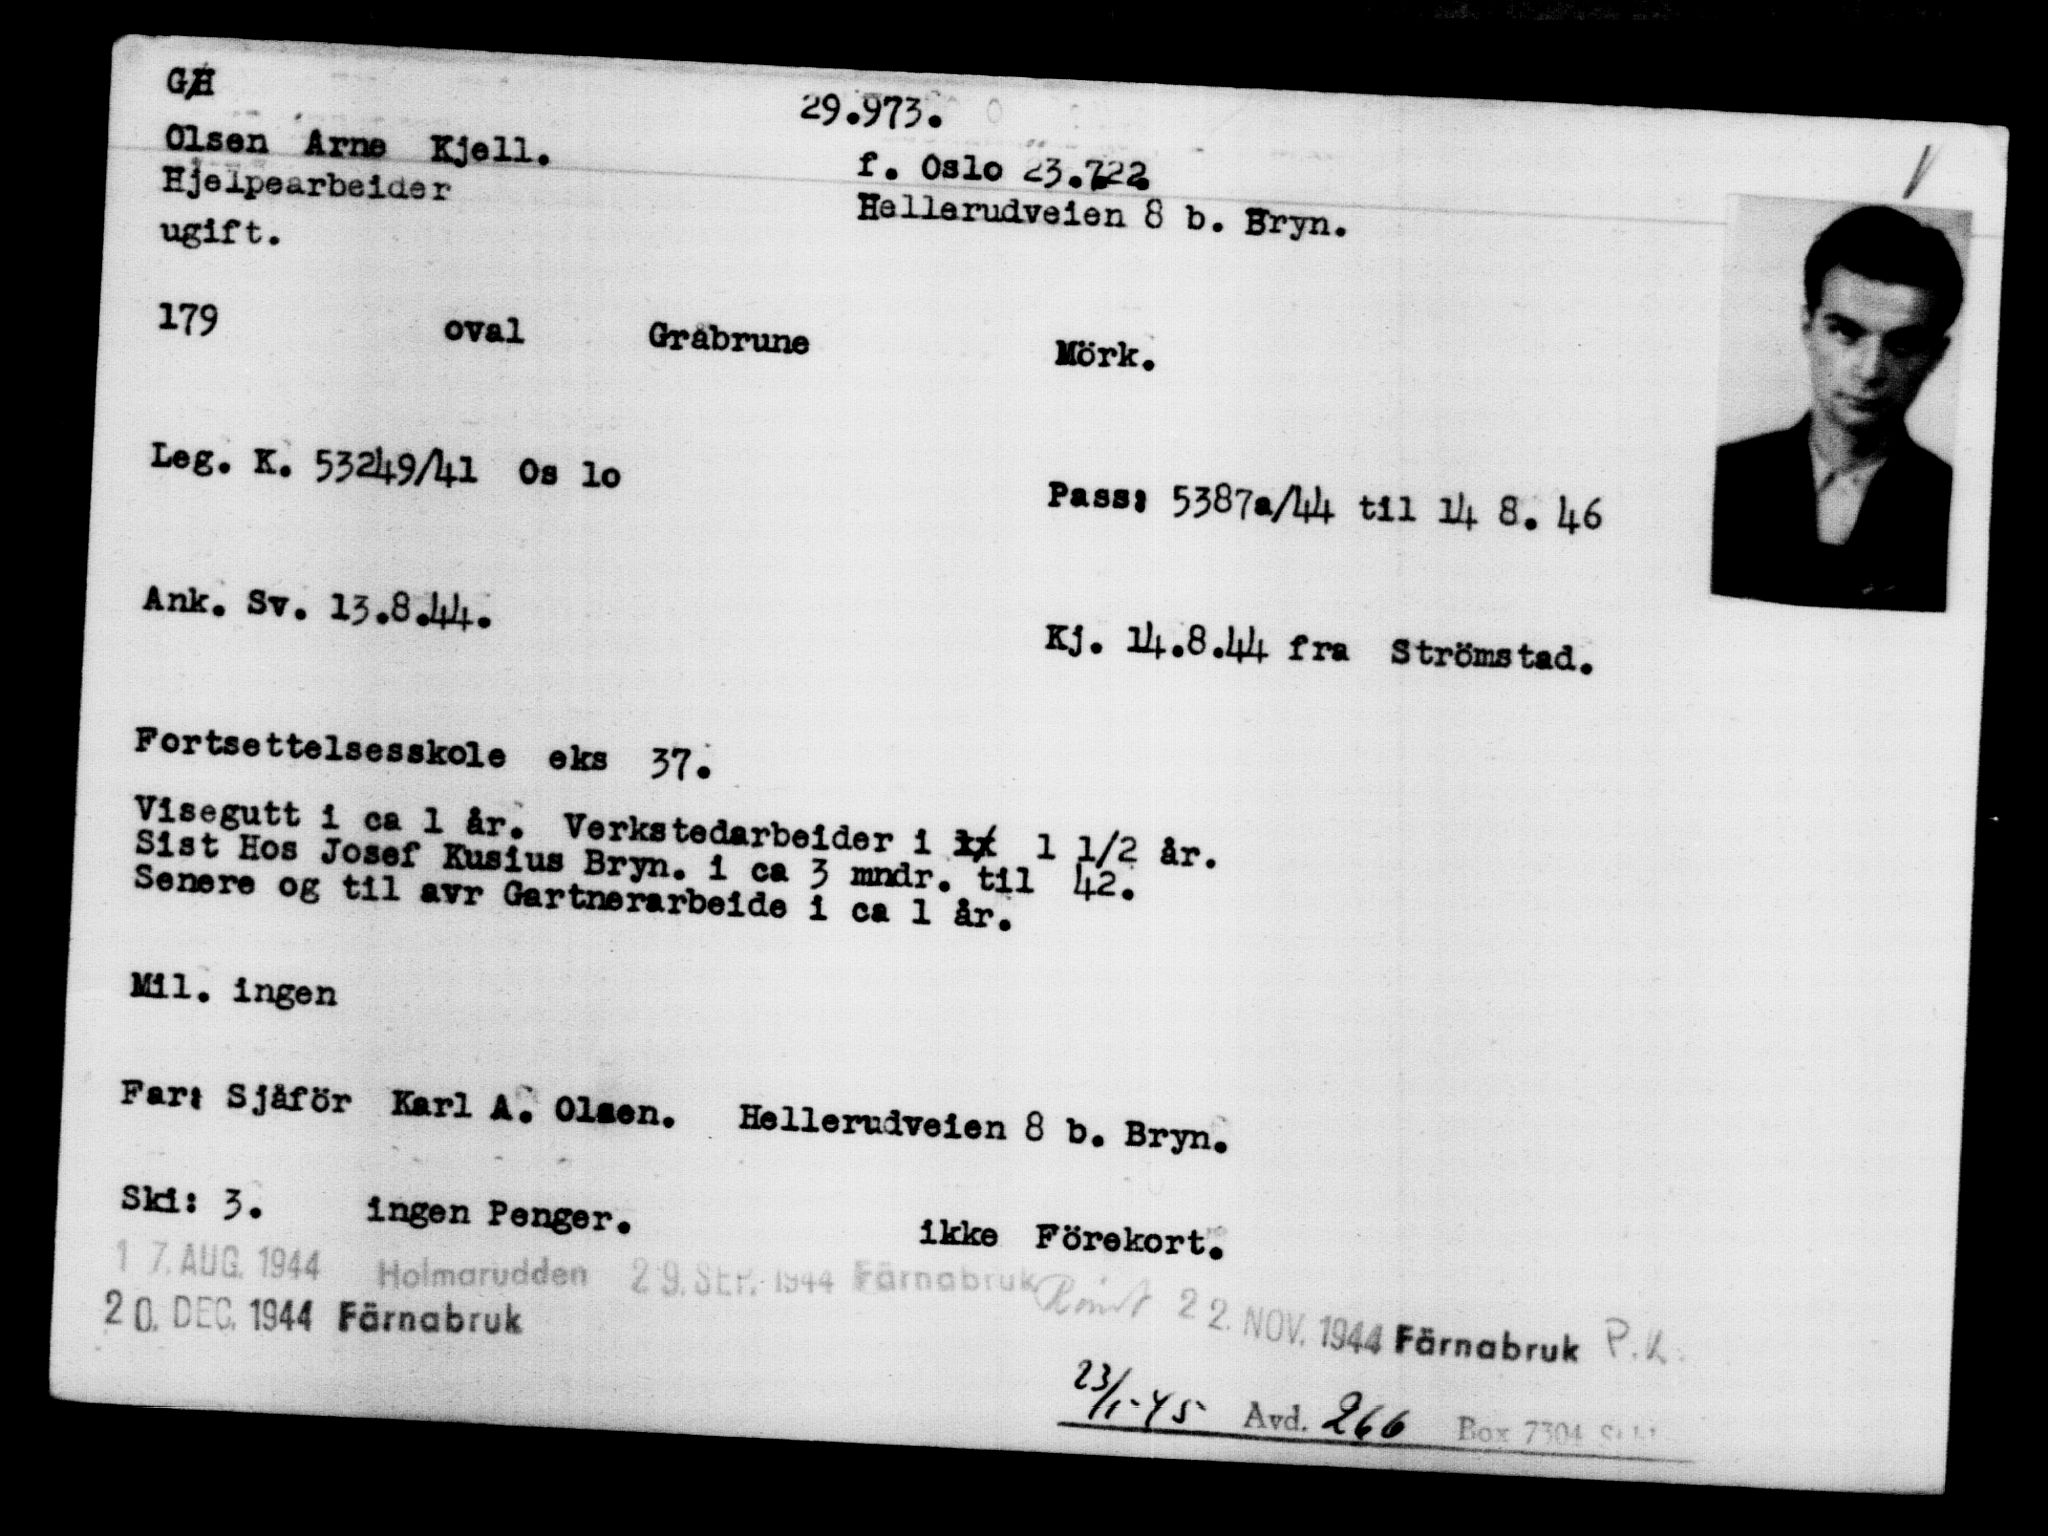 G/H
29.973.
Olsen Arne Kjell.
f. Oslo 23.7.22.
Hjelpearbeider
Hellerudveien 8 b. Bryn.
ugift.
179 oval Gråbrune Mörk.
Leg. K. 53249/41 Os lo
Pass: 5387a/44 til 14 8. 46
Ank. Sv. 13.8.44.
Kj. 14.8.44 fra Strömstad.
Fortsettelsesskole eks 37.
Visegutt i ca 1 år. Verkstedarbeider i 1 1/2 år.
Sist Hos Josef Kusius Bryn. i ca 3 mndr. til 42.
Senere og til avr Gartnerarbeide i ca 1 år.
Mil. ingen
Far: Sjåför Karl A. Olsen. Hellerudveien 8 b. Bryn.
Ski: 3. ingen Penger. ikke Förekort.
17. AUG. 1944 Holmarudden 29. SEP. 1944 Färnabruk 22. NOV. 1944 Färnabruk P.K.
20. DEC. 1944 Färnabruk
23/1-45 Avd. 266 Box 7304